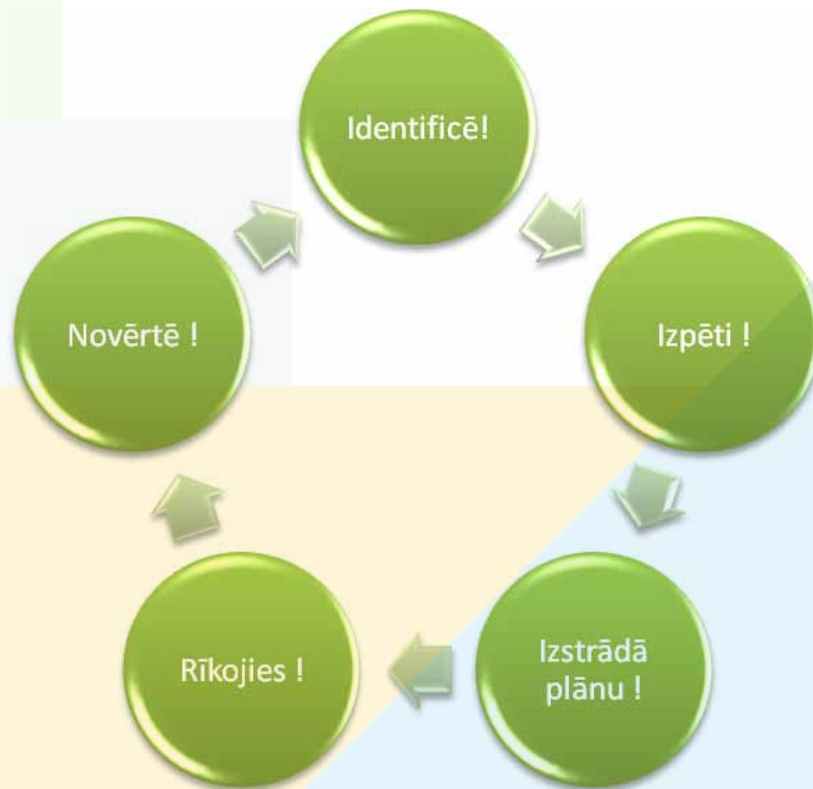 Identificē!
Izpēti !
Izstrādā
plānu !
Rīkojies !
Novērtē !